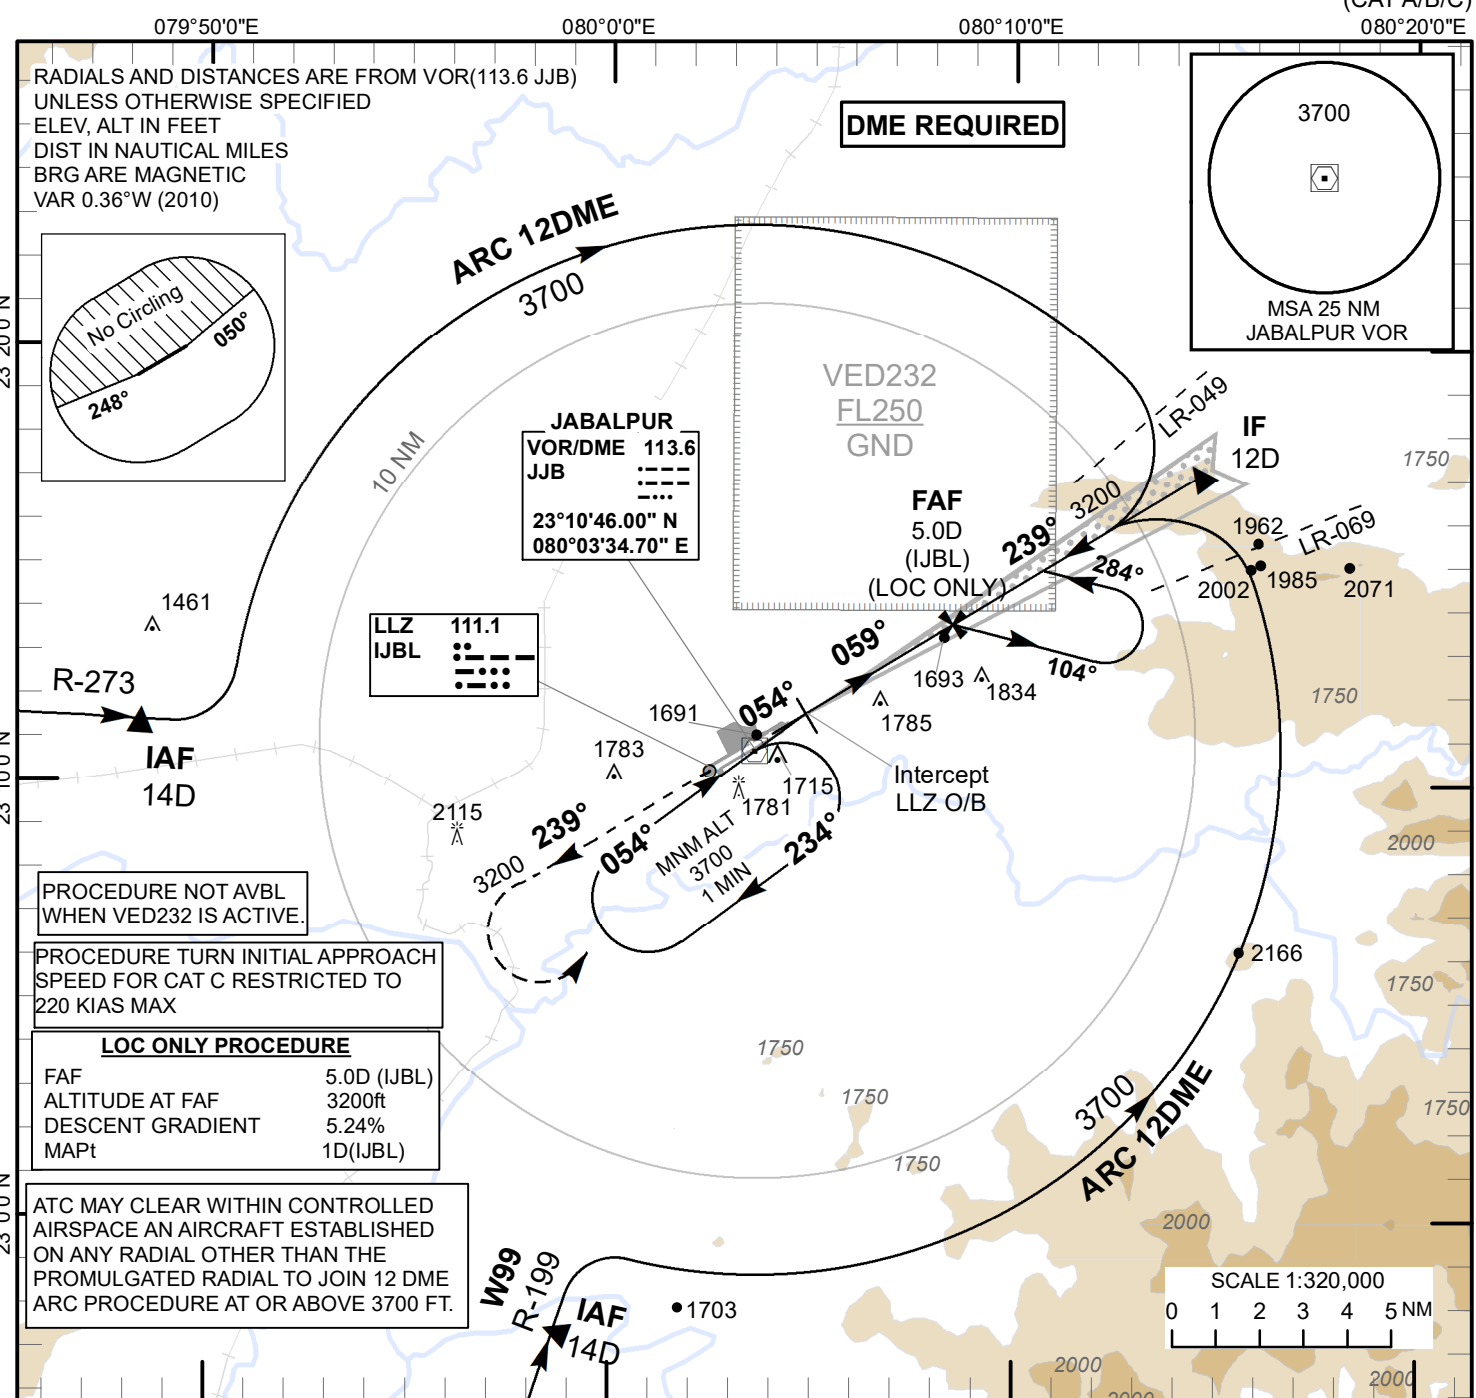 (CAT A/B/C)
079°50'0"E
080°0'0"E
080°10'0"E
080°20'0"E
RADIALS AND DISTANCES ARE FROM VOR(113.6 JJB)
UNLESS OTHERWISE SPECIFIED
ELEV, ALT IN FEET
DIST IN NAUTICAL MILES
BRG ARE MAGNETIC
VAR 0.36°W (2010)
DME REQUIRED
3700
MSA 25 NM
JABALPUR VOR
No Circling
050°
248°
ARC 12DME
3700
10 NM
VED232
FL250
GND
JABALPUR
VOR/DME 113.6
JJB
23°10'46.00" N
080°03'34.70" E
LR-049
IF
12D
3200
1750
FAF
5.0D
(IJBL)
(LOC ONLY)
239°
284°
1962
LR-069
2002
1985
2071
1461
LLZ 111.1
IJBL
059°
104°
1693
1834
1785
1750
R-273
IAF
14D
1691
054°
1783
1715
1781
Intercept
LLZ O/B
2115
239°
054°
3200
MNM ALT
3700
1 MIN
234°
2000
PROCEDURE NOT AVBL
WHEN VED232 IS ACTIVE.
PROCEDURE TURN INITIAL APPROACH
SPEED FOR CAT C RESTRICTED TO
220 KIAS MAX
2166
1750
LOC ONLY PROCEDURE
FAF 5.0D (IJBL)
ALTITUDE AT FAF 3200ft
DESCENT GRADIENT 5.24%
MAPt 1D(IJBL)
1750
1750
1750
1750
3700
ARC 12DME
ATC MAY CLEAR WITHIN CONTROLLED
AIRSPACE AN AIRCRAFT ESTABLISHED
ON ANY RADIAL OTHER THAN THE
PROMULGATED RADIAL TO JOIN 12 DME
ARC PROCEDURE AT OR ABOVE 3700 FT.
2000
W99
R-199
IAF
14D
1703
SCALE 1:320,000
0 1 2 3 4 5 NM
2000
2000